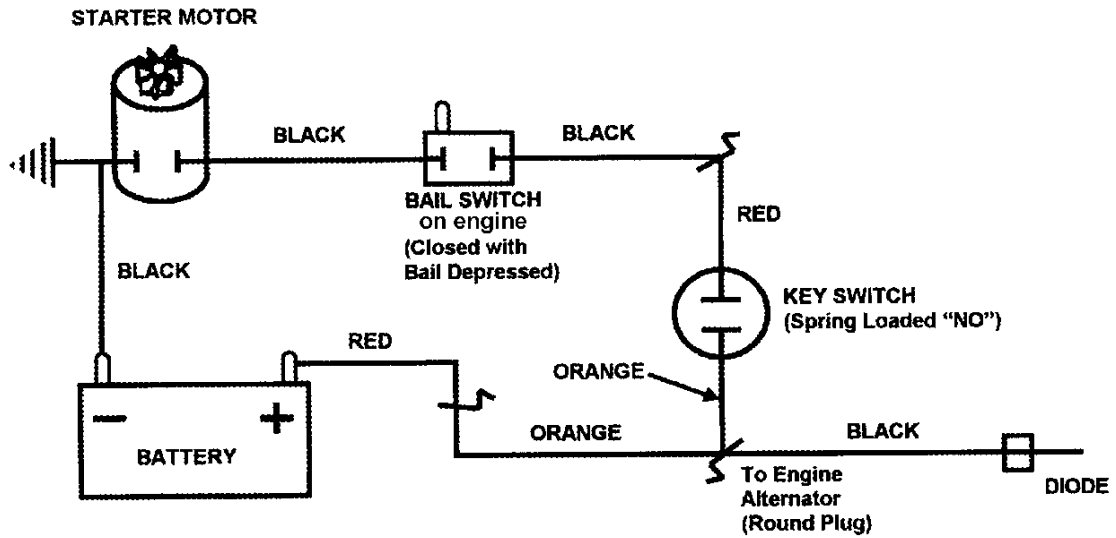 STARTER MOTOR
BLACK
BLACK
BAIL SWITCH
on engine
(Closed with
Bail Depressed)
RED
BLACK
KEY SWITCH
(Spring Loaded “NO”)
RED
ORANGE
ORANGE
BLACK
BATTERY
To Engine
Alternator
(Round Plug)
DIODE